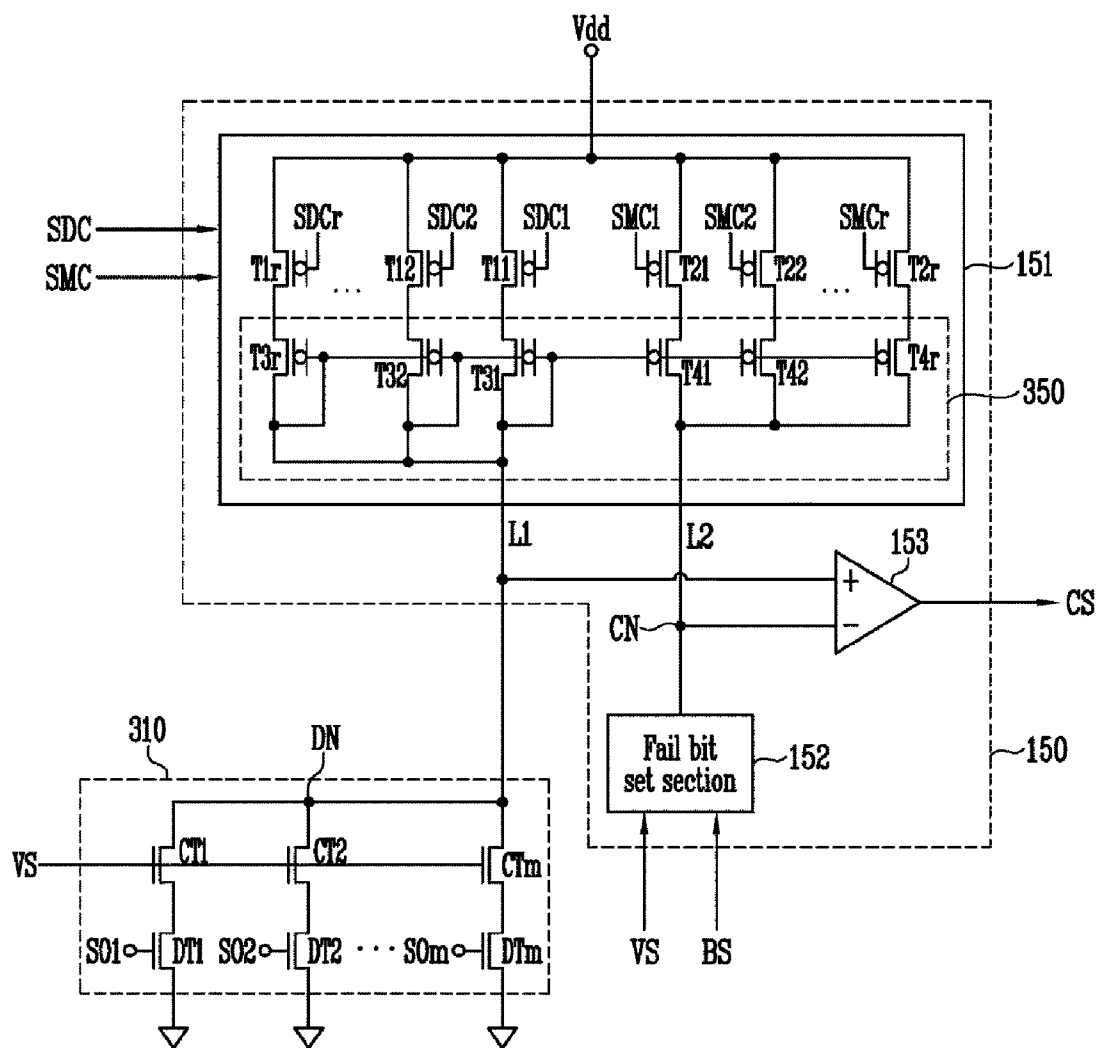 Vdd
SDC
SMC
SDCr
SDC2
SDC1
SMC1
SMC2
SMCr
T1r
T12
T11
T21
T22
T2r
...
...
151
T3r
T32
T31
T41
T42
T4r
350
L1
L2
153
+
−
CS
CN
310
DN
Fail bit
set section
152
150
VS
CT1
CT2
CTm
VS
BS
SO1
DT1
SO2
DT2
...
SOm
DTm